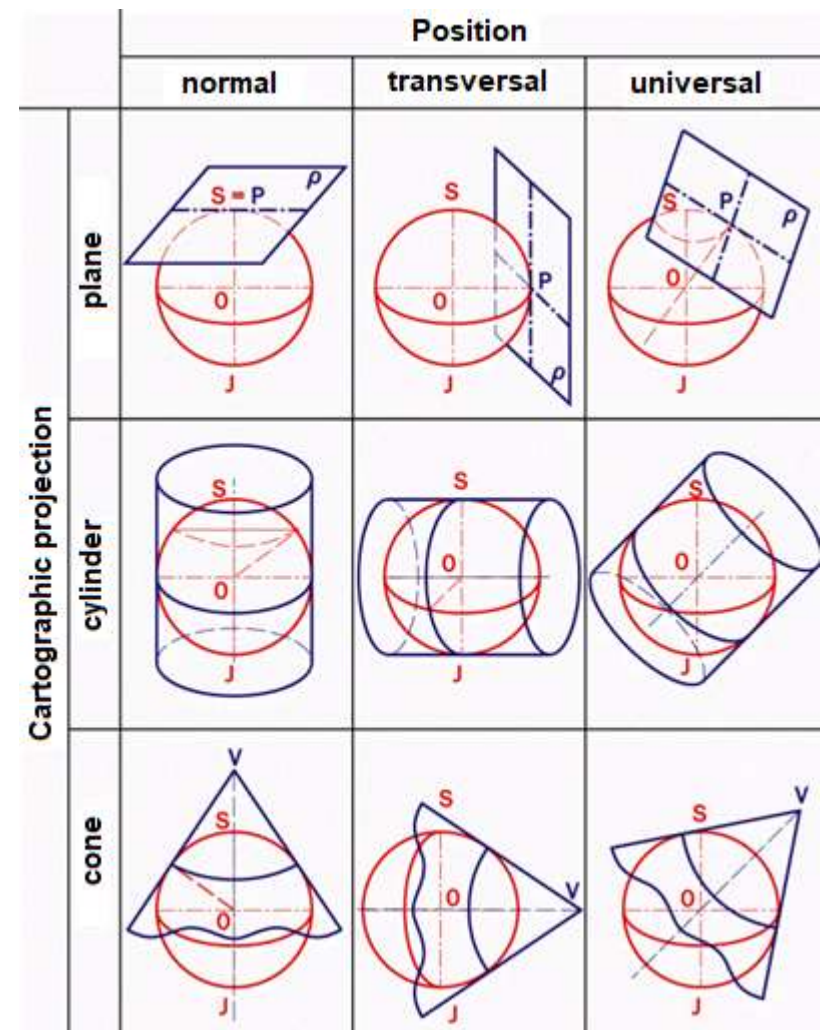 Position
normal transversal universal
Cartographic projection
plane
S = P ρ
O
J
S
P
O
J
ρ
S P ρ
O
J
cylinder
S
O
J
S
O
J
S
O
J
cone
V
S
O
J
S
O V
J
V
S
O
J